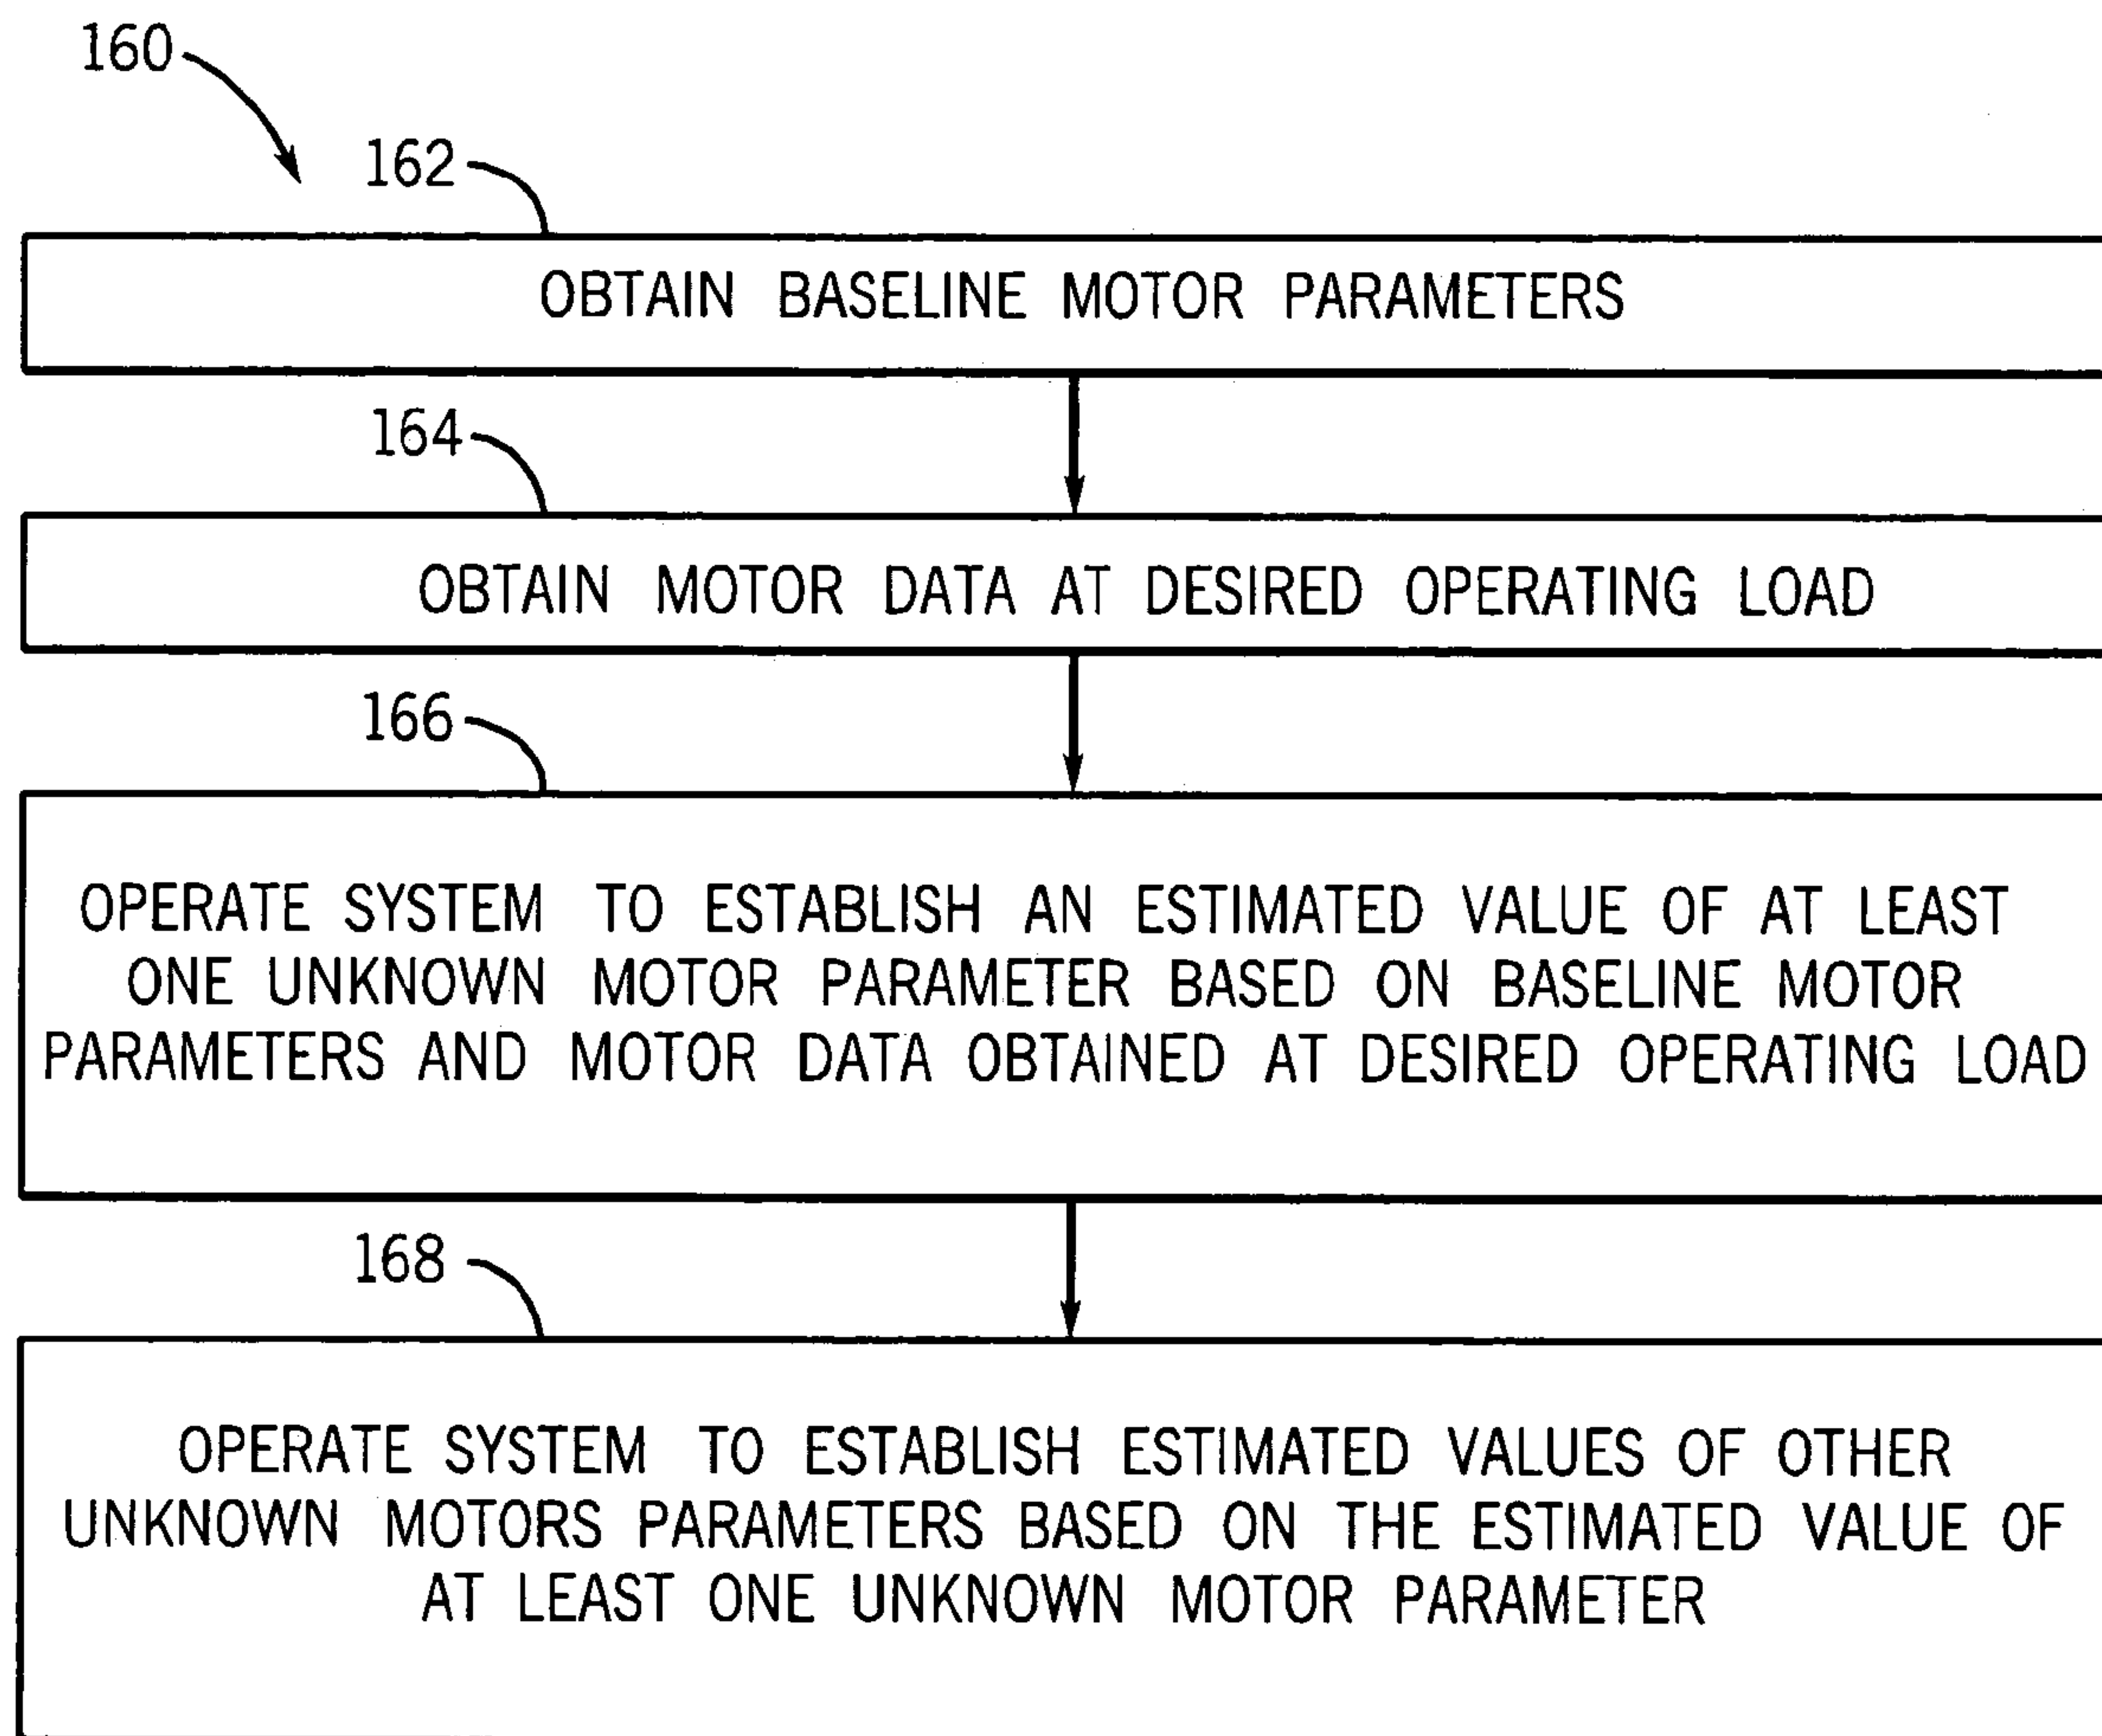 160
162
OBTAIN BASELINE MOTOR PARAMETERS
164
OBTAIN MOTOR DATA AT DESIRED OPERATING LOAD
166
OPERATE SYSTEM TO ESTABLISH AN ESTIMATED VALUE OF AT LEAST
ONE UNKNOWN MOTOR PARAMETER BASED ON BASELINE MOTOR
PARAMETERS AND MOTOR DATA OBTAINED AT DESIRED OPERATING LOAD
168
OPERATE SYSTEM TO ESTABLISH ESTIMATED VALUES OF OTHER
UNKNOWN MOTORS PARAMETERS BASED ON THE ESTIMATED VALUE OF
AT LEAST ONE UNKNOWN MOTOR PARAMETER